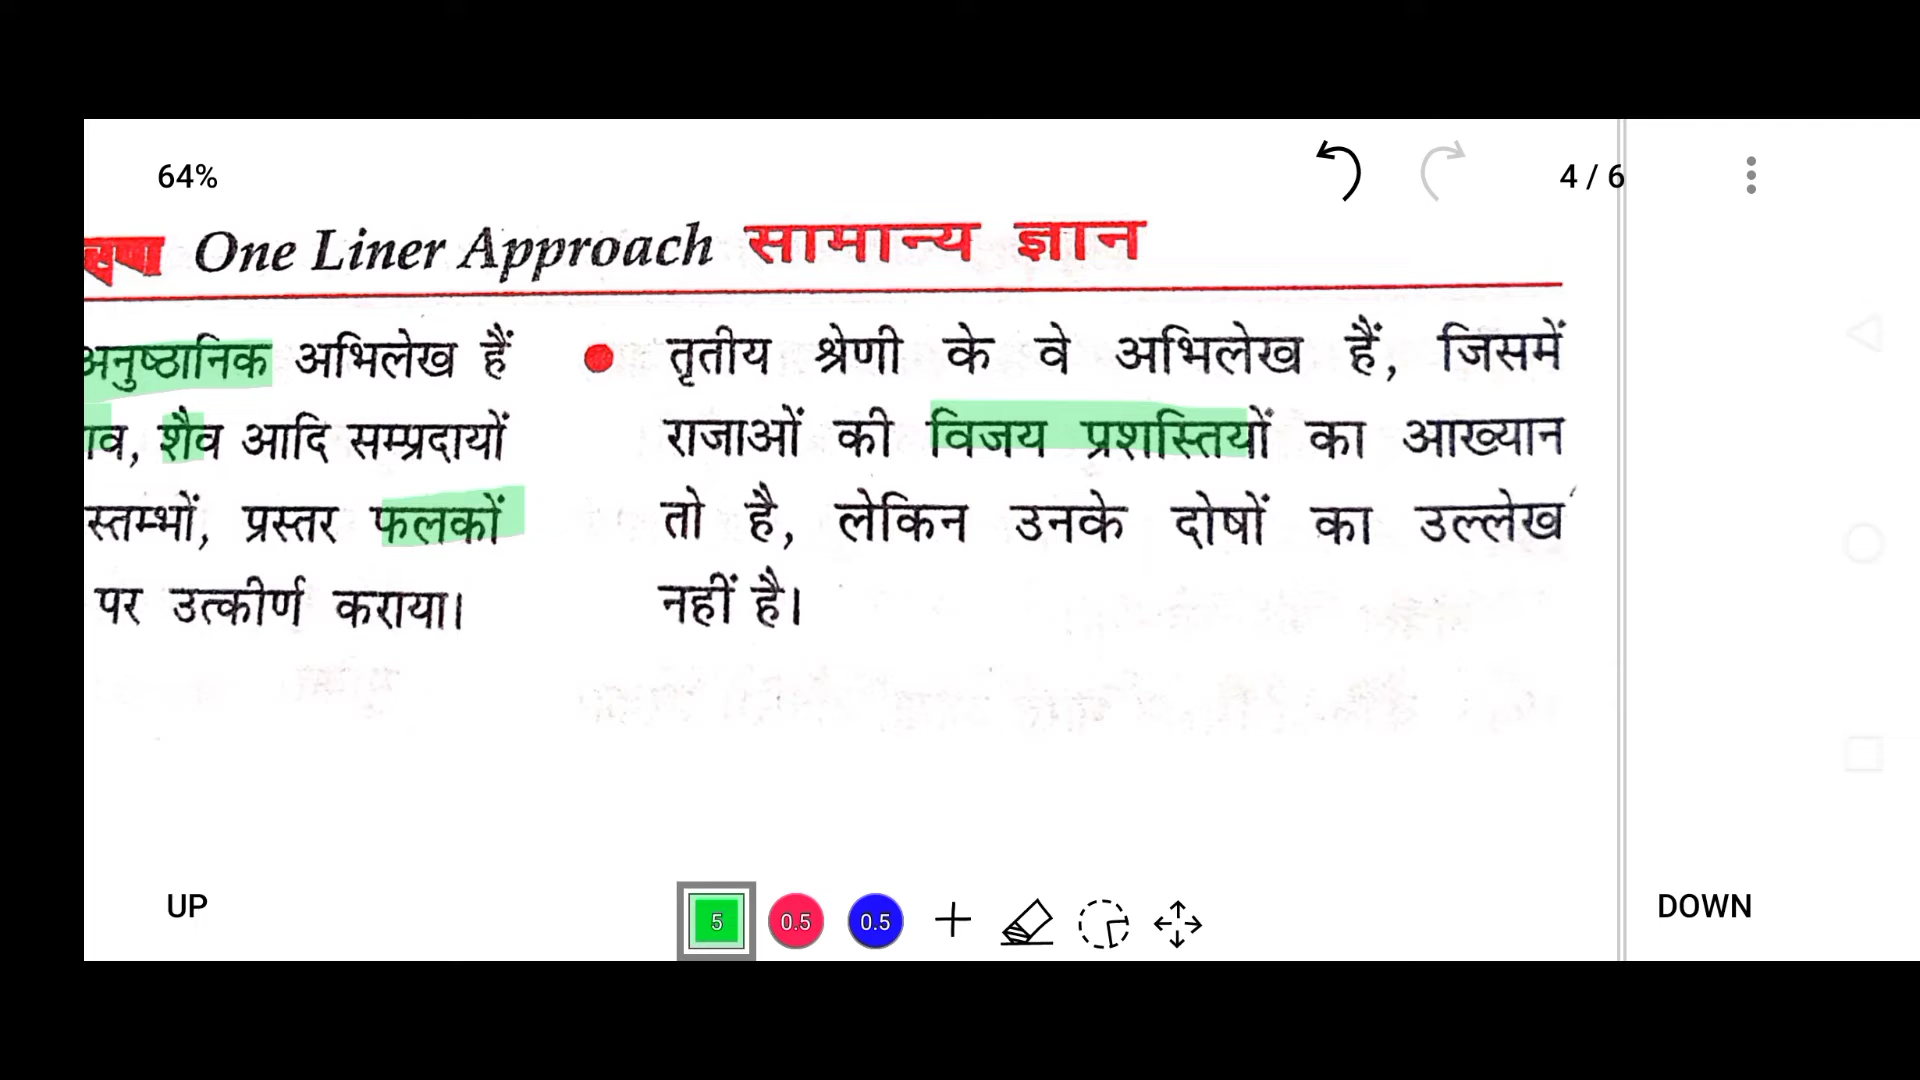 64%
4 / 6
One Liner Approach सामान्य ज्ञान
अनुष्ठानिक अभिलेख हैं
शैव आदि सम्प्रदायों
स्तम्भों, प्रस्तर फलकों
पर उत्कीर्ण कराया।
तृतीय श्रेणी के वे अभिलेख हैं, जिसमें
राजाओं की विजय प्रशस्तियों का आख्यान
तो है, लेकिन उनके दोषों का उल्लेख
नहीं है।
UP
5
0.5
0.5
DOWN